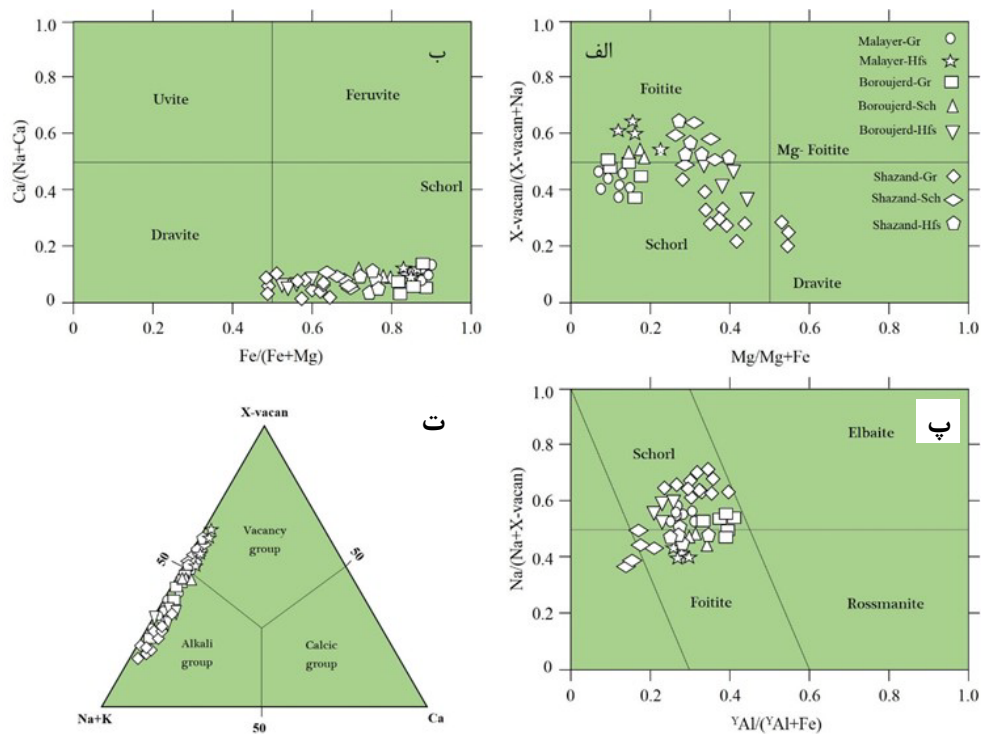 ب
1.0
0.8
0.6
0.4
0.2
0
Ca/(Na+Ca)
Uvite
Feruvite
Dravite
Schorl
0 0.2 0.4 0.6 0.8 1.0
Fe/(Fe+Mg)
الف
1.0
0.8
0.6
0.4
0.2
0
X-vacan/(X-vacan+Na)
Foitite
Mg- Foitite
Schorl
Dravite
Malayer-Gr
Malayer-Hfs
Boroujerd-Gr
Boroujerd-Sch
Boroujerd-Hfs
Shazand-Gr
Shazand-Sch
Shazand-Hfs
0 0.2 0.4 0.6 0.8 1.0
Mg/Mg+Fe
ت
X-vacan
Vacancy
group
50
50
Alkali
group
Calcic
group
Na+K
50
Ca
پ
1.0
0.8
0.6
0.4
0.2
0
Na/(Na+X-vacan)
Schorl
Elbaite
Foitite
Rossmanite
0 0.2 0.4 0.6 0.8 1.0
ʸAl/(ʸAl+Fe)